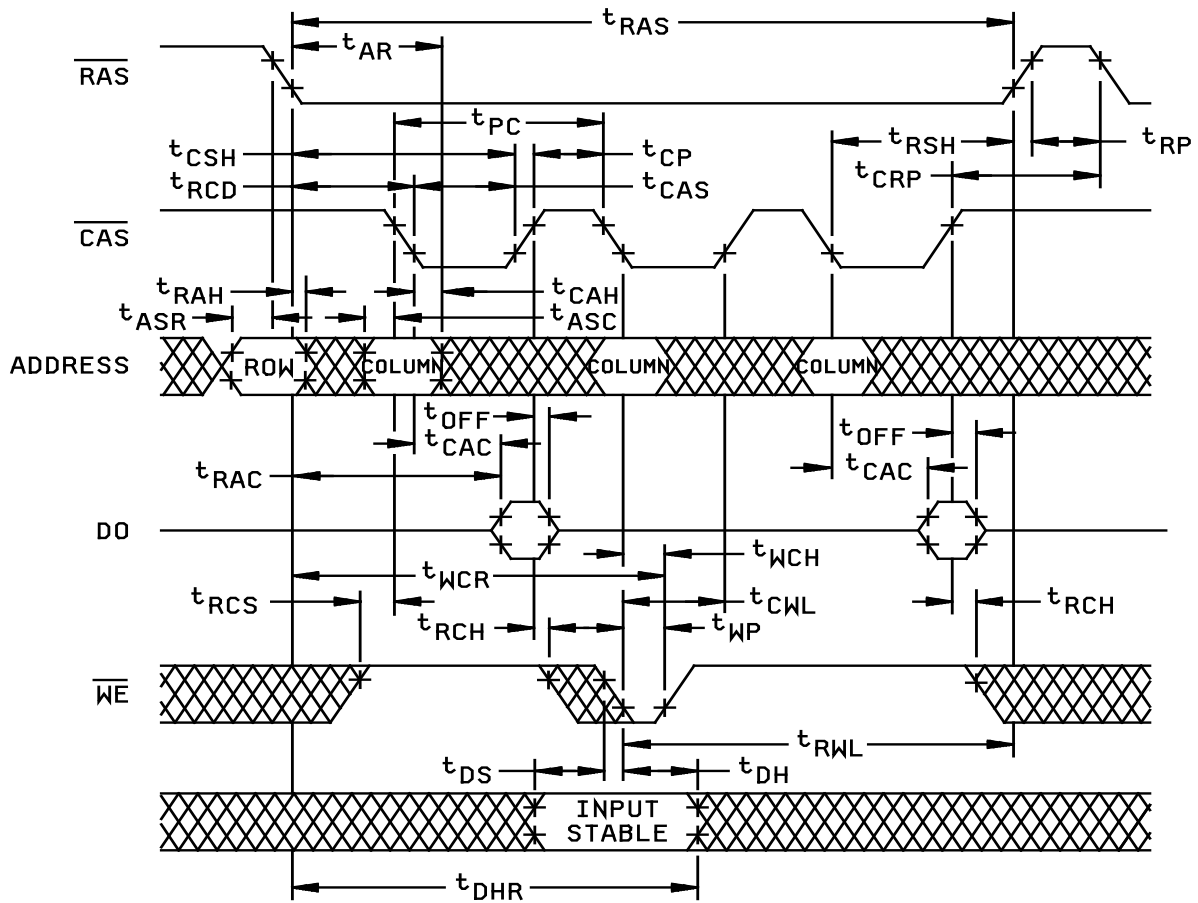 tRAS
tAR
RAS
tPC
tCSH
tCP
tRSH
tRP
tRCD
tCAS
tCRP
CAS
tRAH
tCAH
tASR
tASC
ADDRESS
ROW
COLUMN
COLUMN
COLUMN
tOFF
tOFF
tCAC
tRAC
tCAC
DO
tWCH
tWCR
tRCS
tCWL
tRCH
tRCH
tWP
WE
tRWL
tDS
tDH
INPUT
STABLE
tDHR